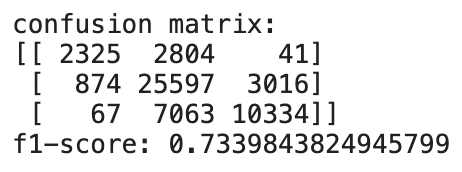 confusion matrix:
[[ 2325 2804 41]
[ 874 25597 3016]
[ 67 7063 10334]]
f1-score: 0.7339843824945799